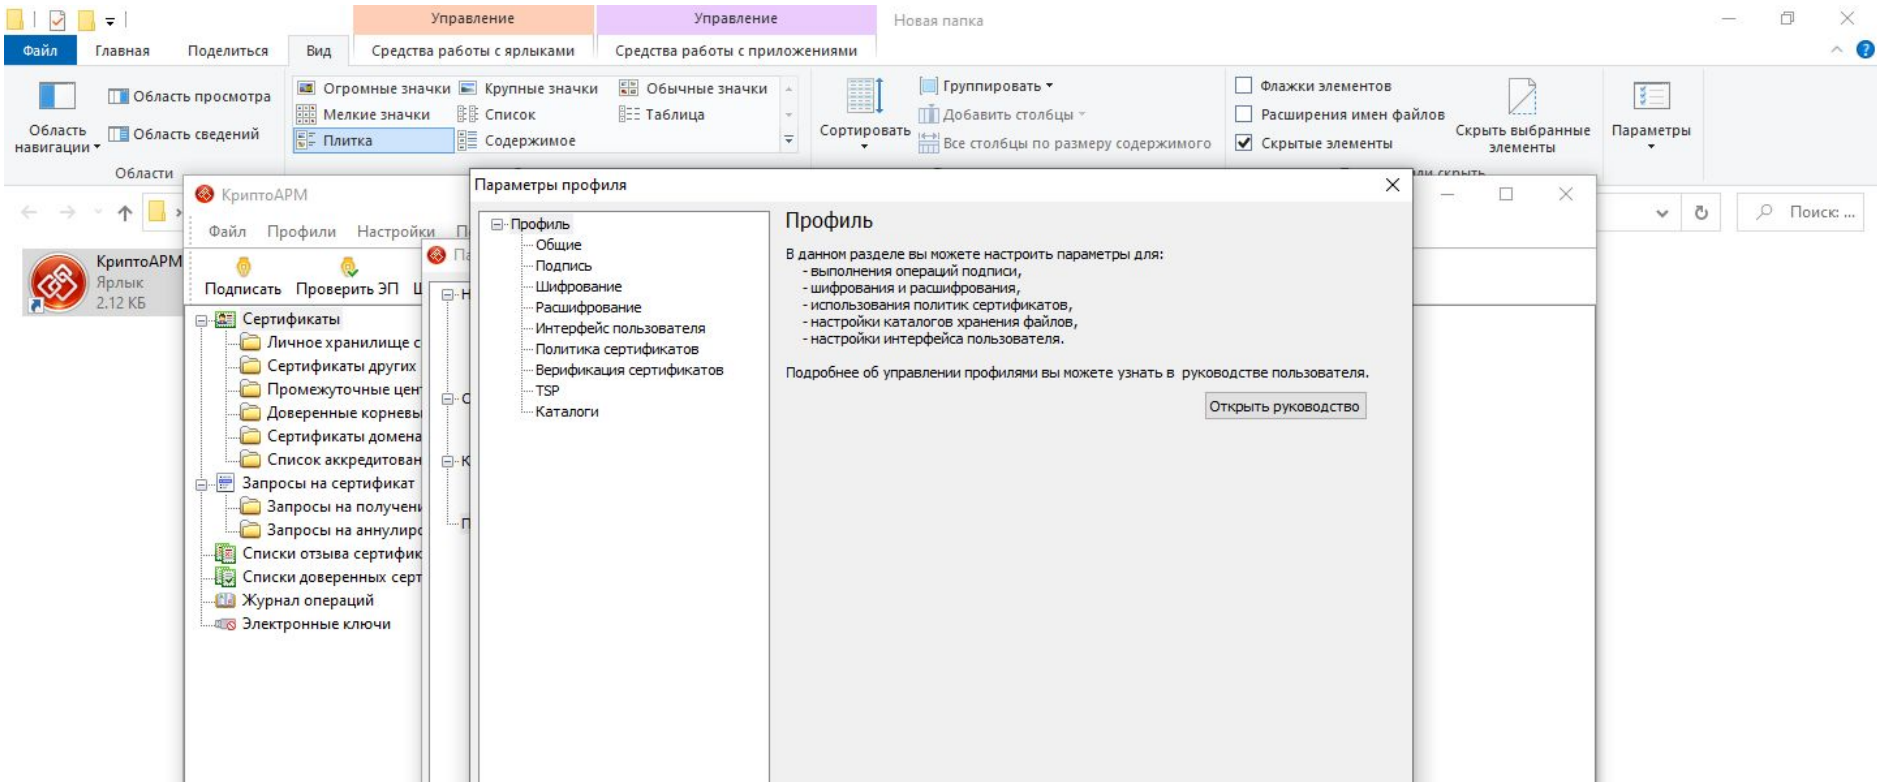 Управление
Управление
Новая папка
Файл
Главная
Поделиться
Вид
Средства работы с ярлыками
Средства работы с приложениями
Область навигации
Область просмотра
Область сведений
Области
Огромные значки
Крупные значки
Обычные значки
Мелкие значки
Список
Таблица
Плитка
Содержимое
Сортировать
Группировать
Добавить столбцы
Все столбцы по размеру содержимого
Флажки элементов
Расширения имен файлов
Скрытые элементы
Скрыть выбранные
элементы
Параметры
Поиск: ...
КриптоАРМ
Ярлык
2.12 КБ
КриптоАРМ
Файл
Профили
Настройки
Подписать
Проверить ЭП
Сертификаты
Личное хранилище с
Сертификаты других
Промежуточные цен
Доверенные корневы
Сертификаты домена
Список аккредитован
Запросы на сертификат
Запросы на получени
Запросы на аннулиро
Списки отзыва сертифик
Списки доверенных серт
Журнал операций
Электронные ключи
Параметры профиля
Профиль
Общие
Подпись
Шифрование
Расшифрование
Интерфейс пользователя
Политика сертификатов
Верификация сертификатов
TSP
Каталоги
Профиль
В данном разделе вы можете настроить параметры для:
- выполнения операций подписи,
- шифрования и расшифрования,
- использования политик сертификатов,
- настройки каталогов хранения файлов,
- настройки интерфейса пользователя.
Подробнее об управлении профилями вы можете узнать в руководстве пользователя.
Открыть руководство